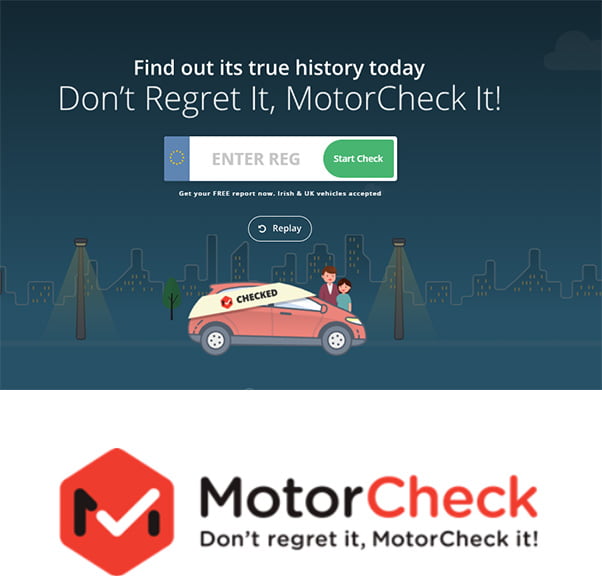 Find out its true history today
Don't Regret It, MotorCheck It!
ENTER REG
Start Check
Get your FREE report now. Irish & UK vehicles accepted
Replay
CHECKED
MotorCheck
Don't regret it, MotorCheck it!